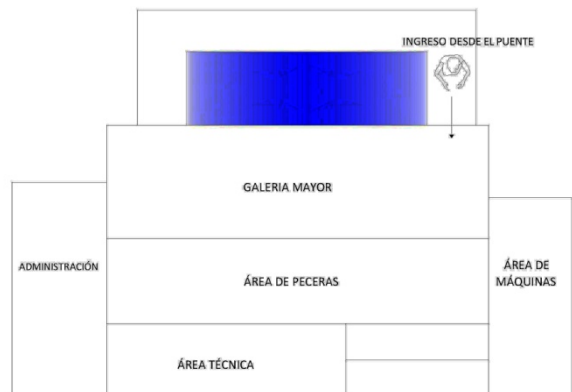 INGRESO DESDE EL PUENTE
GALERIA MAYOR
ADMINISTRACIÓN
ÁREA DE PECERAS
ÁREA DE
MÁQUINAS
ÁREA TÉCNICA